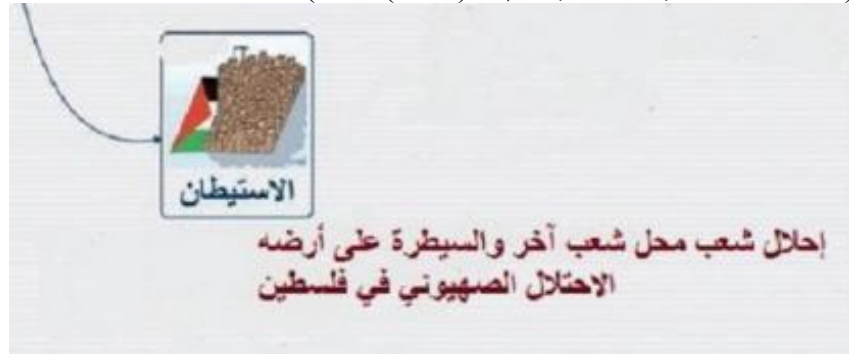 الاستيطان
إحلال شعب محل شعب آخر والسيطرة على أرضه
الاحتلال الصهيوني في فلسطين